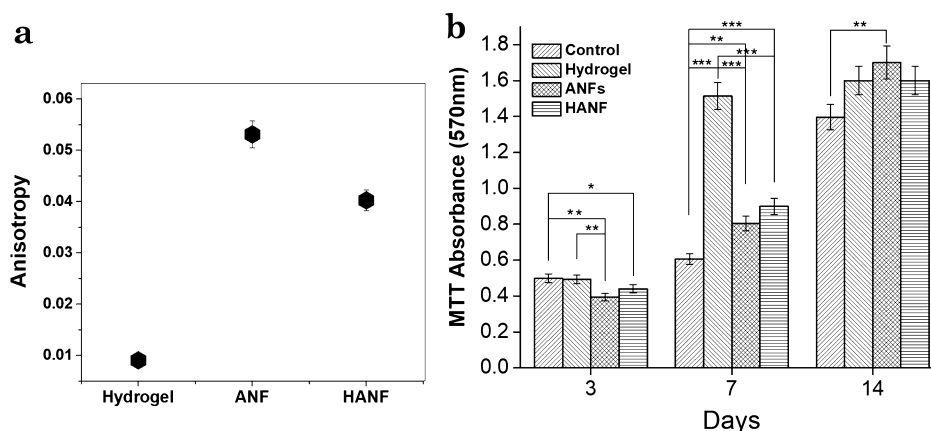 a
Anisotropy
0.06
0.05
0.04
0.03
0.02
0.01
Hydrogel ANF HANF
b
MTT Absorbance (570nm)
1.8
1.6
1.4
1.2
1.0
0.8
0.6
0.4
0.2
0.0
Control
Hydrogel
ANFs
HANF
*
**
**
***
**
***
*** ***
**
3 7 14
Days